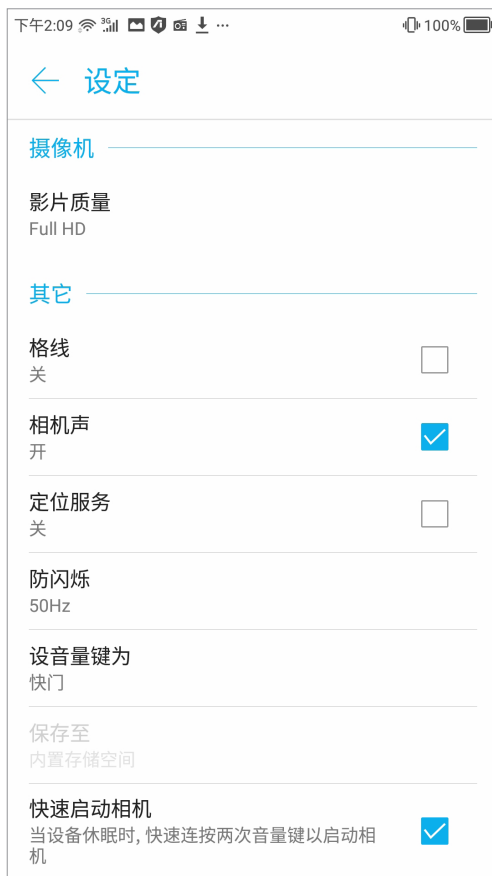 下午2:09 3G ... 100%
设定
摄像机
影片质量
Full HD
其它
格线
关
相机声
开
定位服务
关
防闪烁
50Hz
设音量键为
快门
保存至
内置存储空间
快速启动相机
当设备休眠时, 快速连按两次音量键以启动相
机